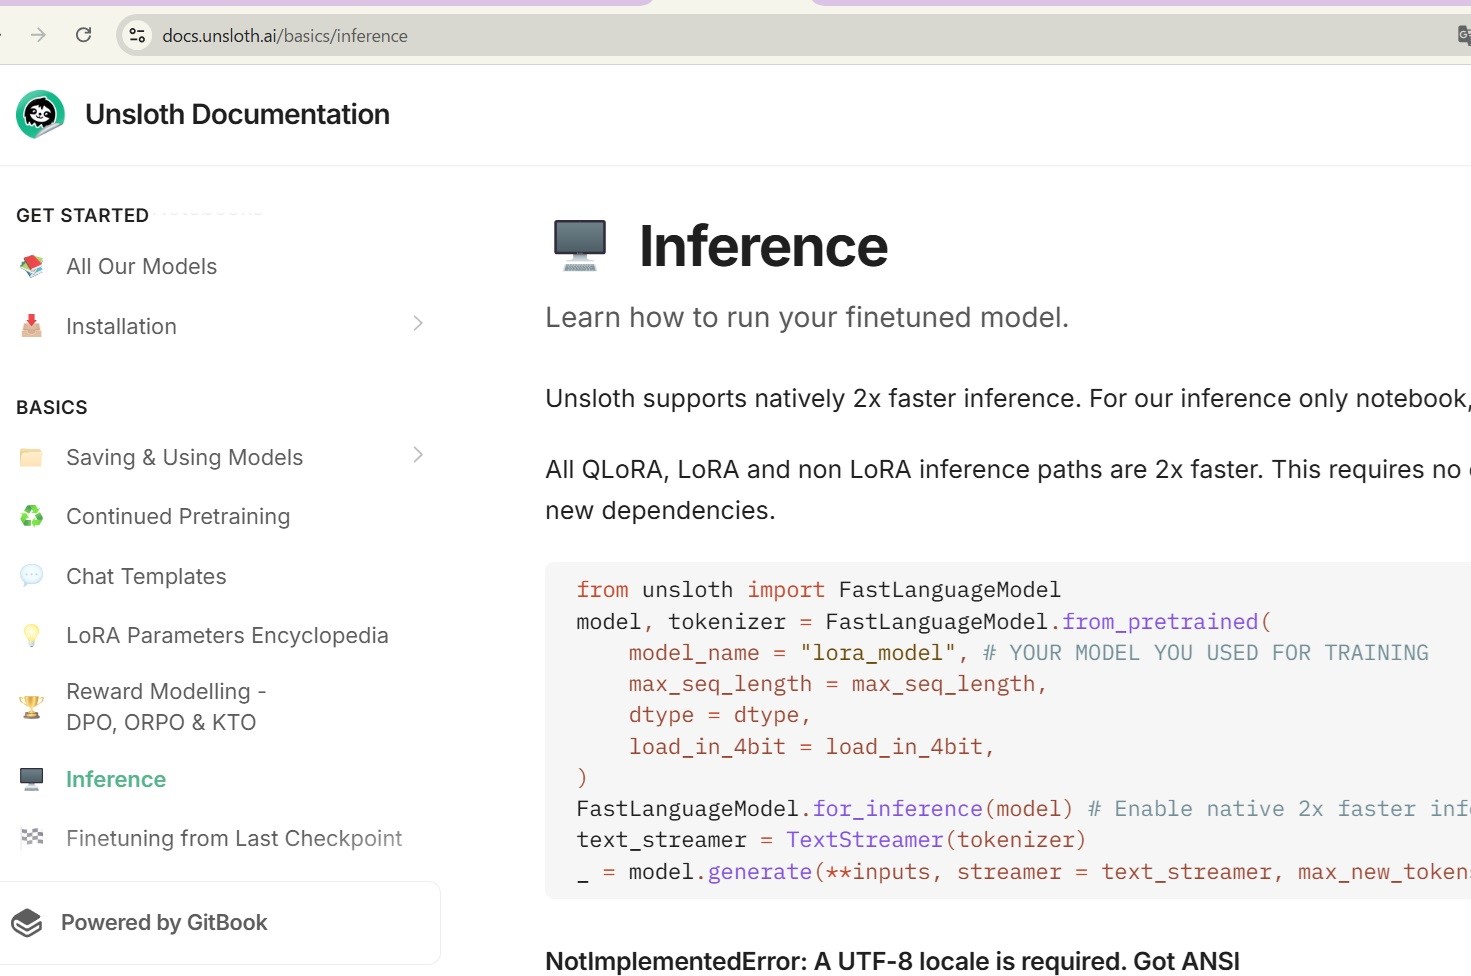 docs.unsloth.ai/basics/inference
Unsloth Documentation
GET STARTED
All Our Models
Installation
BASICS
Saving & Using Models
Continued Pretraining
Chat Templates
LoRA Parameters Encyclopedia
Reward Modelling -
DPO, ORPO & KTO
Inference
Finetuning from Last Checkpoint
Powered by GitBook
Inference
Learn how to run your finetuned model.
Unsloth supports natively 2x faster inference. For our inference only notebook,
All QLoRA, LoRA and non LoRA inference paths are 2x faster. This requires no
new dependencies.
from unsloth import FastLanguageModel
model, tokenizer = FastLanguageModel.from_pretrained(
    model_name = "lora_model", # YOUR MODEL YOU USED FOR TRAINING
    max_seq_length = max_seq_length,
    dtype = dtype,
    load_in_4bit = load_in_4bit,
)
FastLanguageModel.for_inference(model) # Enable native 2x faster inf
text_streamer = TextStreamer(tokenizer)
_ = model.generate(**inputs, streamer = text_streamer, max_new_token
NotImplementedError: A UTF-8 locale is required. Got ANSI